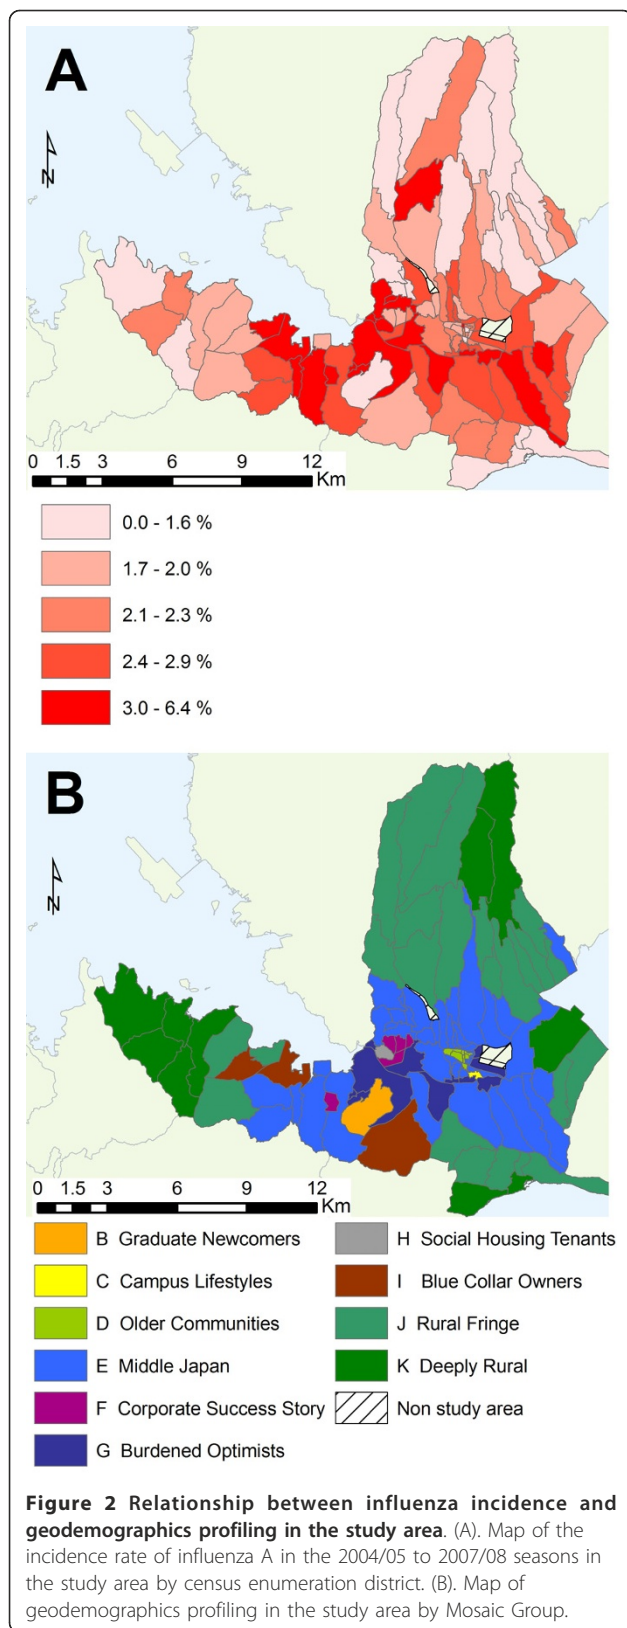 A
N
0 1.5 3 6 9 12
Km
0.0 - 1.6 %
1.7 - 2.0 %
2.1 - 2.3 %
2.4 - 2.9 %
3.0 - 6.4 %
B
N
0 1.5 3 6 9 12
Km
B Graduate Newcomers
C Campus Lifestyles
D Older Communities
E Middle Japan
F Corporate Success Story
G Burdened Optimists
H Social Housing Tenants
I Blue Collar Owners
J Rural Fringe
K Deeply Rural
Non study area
Figure 2 Relationship between influenza incidence and
geodemographics profiling in the study area. (A). Map of the
incidence rate of influenza A in the 2004/05 to 2007/08 seasons in
the study area by census enumeration district. (B). Map of
geodemographics profiling in the study area by Mosaic Group.